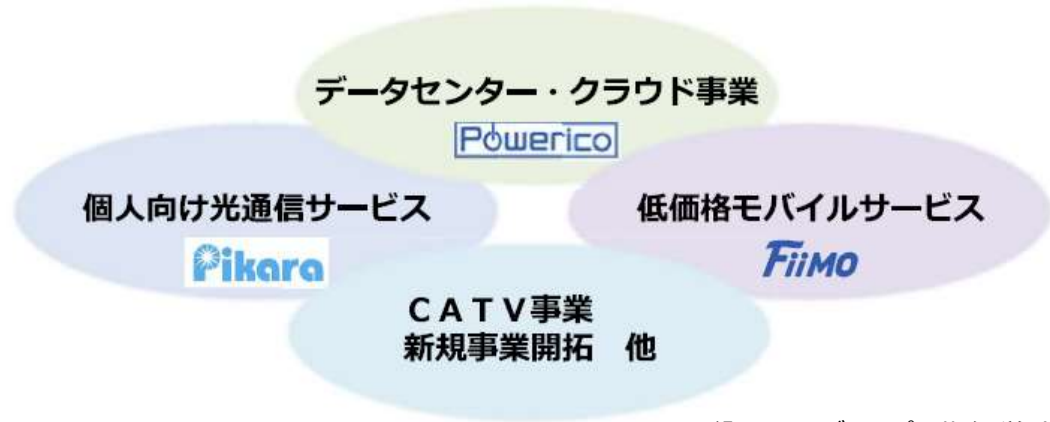 データセンター・クラウド事業
Powerico
個人向け光通信サービス
Pikara
低価格モバイルサービス
FiiMO
ＣＡＴＶ事業
新規事業開拓　他